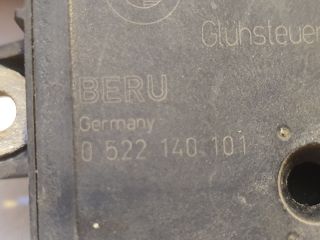 Glühsteuer
BERU
Germany
0 522 140 101